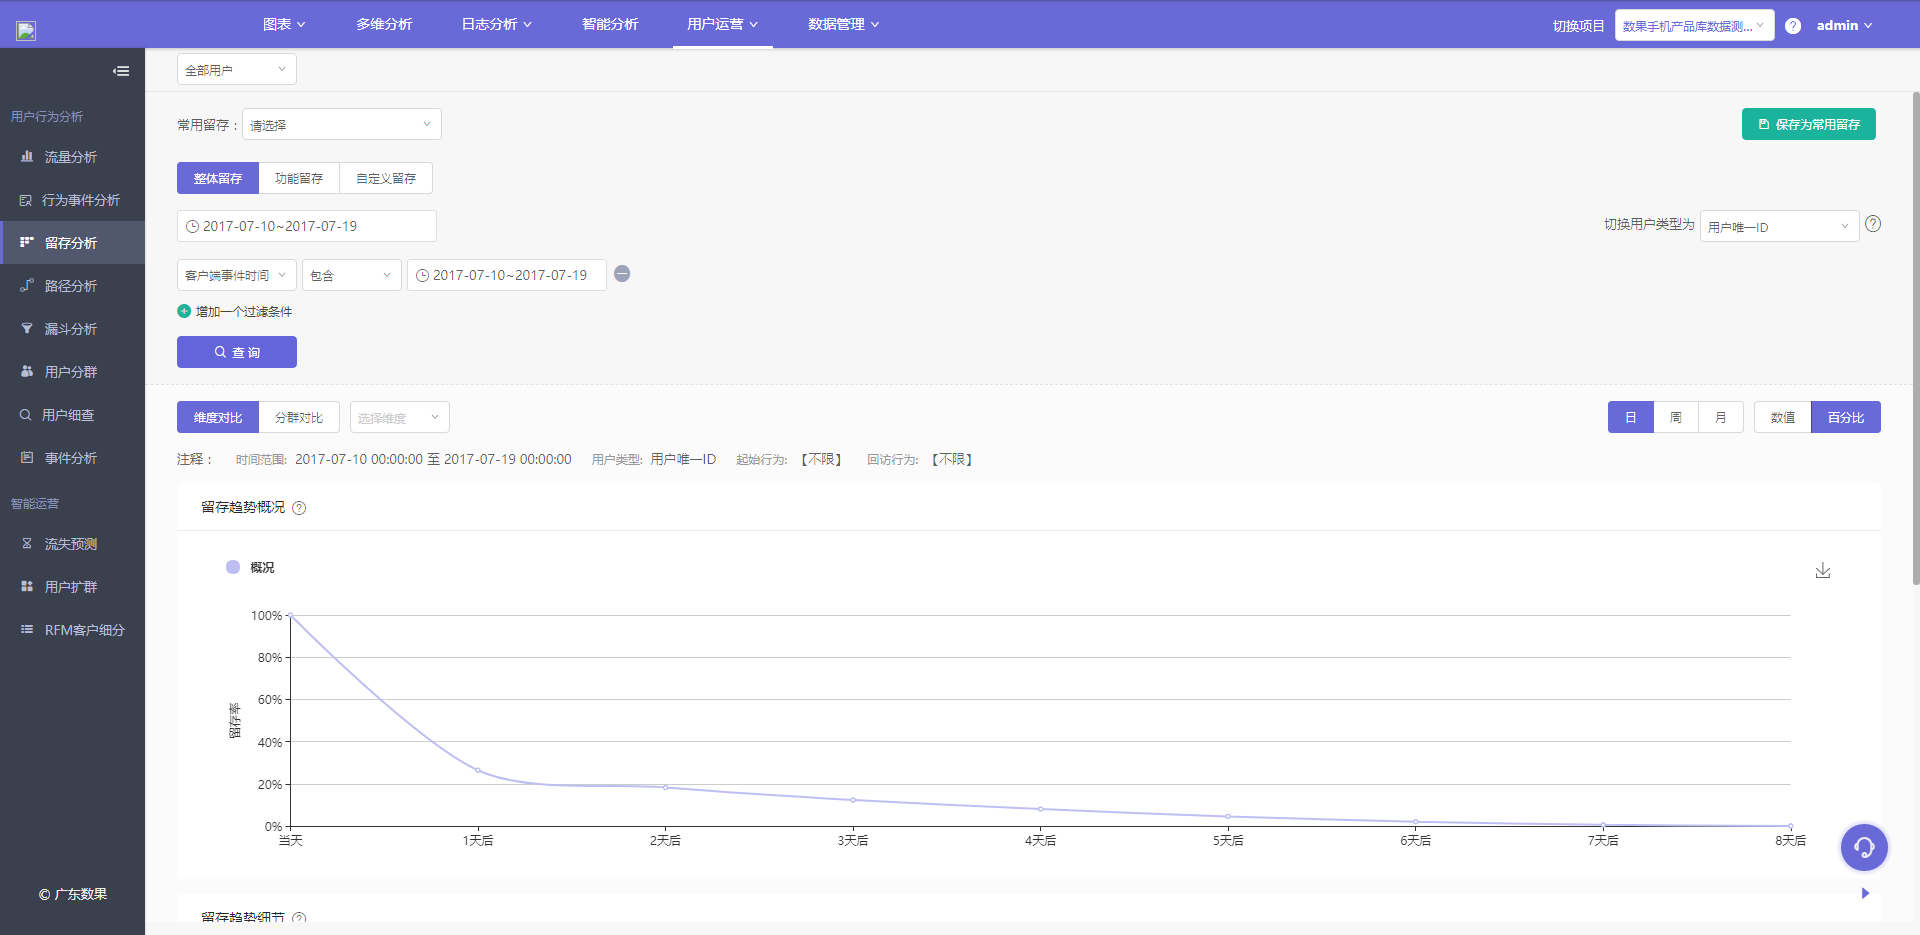 图表 多维分析 日志分析 智能分析 用户运营 数据管理 切换项目 数果手机产品库数据测... ? admin
全部用户
用户行为分析
流量分析
行为事件分析
留存分析
路径分析
漏斗分析
用户分群
用户细查
事件分析
智能运营
流失预测
用户扩群
RFM客户细分
© 广东数果
常用留存 : 请选择 保存为常用留存
整体留存 功能留存 自定义留存
2017-07-10~2017-07-19 切换用户类型为 用户唯一ID ?
客户端事件时间 包含 2017-07-10~2017-07-19
增加一个过滤条件
查 询
维度对比 分群对比 选择维度 日 周 月 数值 百分比
注释： 时间范围: 2017-07-10 00:00:00 至 2017-07-19 00:00:00 用户类型: 用户唯一ID 起始行为: 【不限】 回访行为: 【不限】
留存趋势概况 ?
概况
留存率
100%
80%
60%
40%
20%
0%
当天 1天后 2天后 3天后 4天后 5天后 6天后 7天后 8天后
留存趋势细节 ?